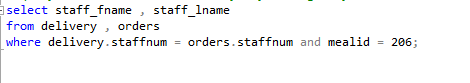 select staff_fname , staff_lname
from delivery , orders
where delivery.staffnum = orders.staffnum and mealid = 206;